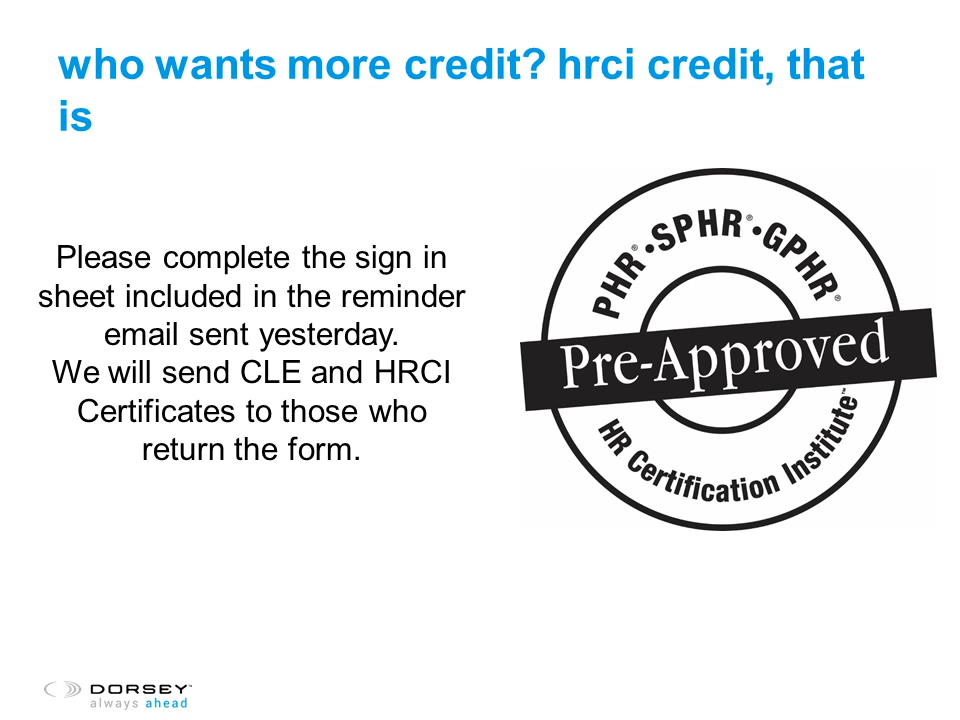 who wants more credit? hrci credit, that
is
Please complete the sign in
sheet included in the reminder
email sent yesterday.
We will send CLE and HRCI
Certificates to those who
return the form.
PHR®•SPHR®•GPHR®
Pre-Approved
HR Certification Institute™
DORSEY™
always ahead